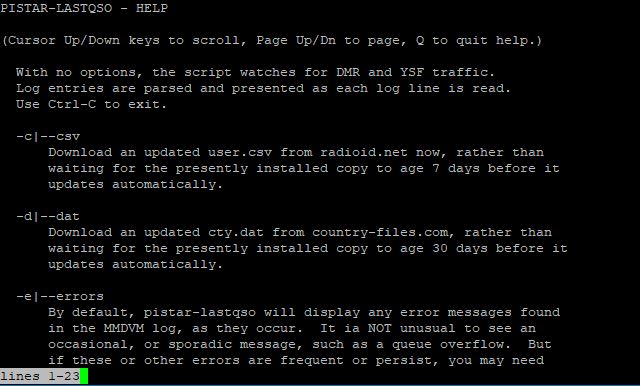 PISTAR-LASTQSO - HELP
(Cursor Up/Down keys to scroll, Page Up/Dn to page, Q to quit help.)
With no options, the script watches for DMR and YSF traffic.
Log entries are parsed and presented as each log line is read.
Use Ctrl-C to exit.
-c|--csv
Download an updated user.csv from radioid.net now, rather than
waiting for the presently installed copy to age 7 days before it
updates automatically.
-d|--dat
Download an updated cty.dat from country-files.com, rather than
waiting for the presently installed copy to age 30 days before it
updates automatically.
-e|--errors
By default, pistar-lastqso will display any error messages found
in the MMDVM log, as they occur.  It ia NOT unusual to see an
occasional, or sporadic message, such as a queue overflow.  But
if these or other errors are frequent or persist, you may need
lines 1-23